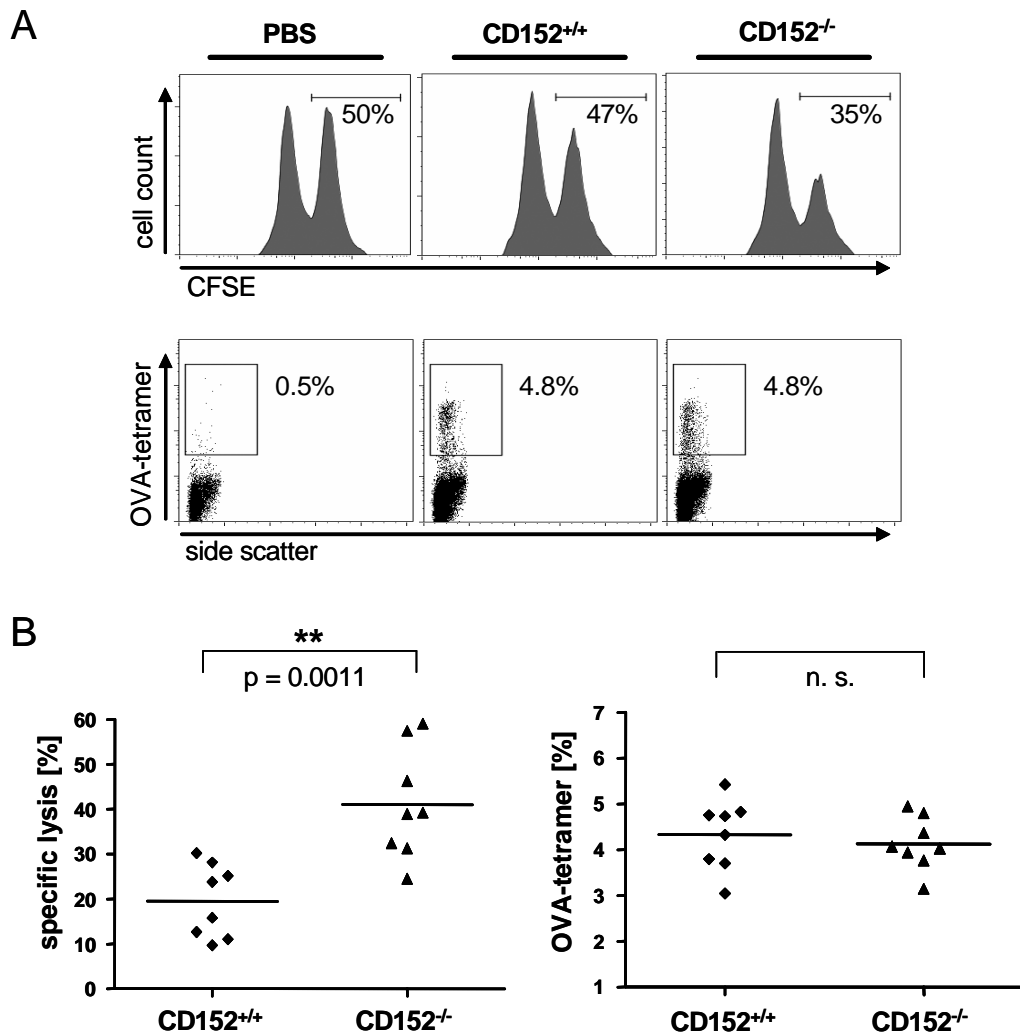 A
PBS CD152+/+ CD152-/-
50% 47% 35%
cell count
CFSE
0.5% 4.8% 4.8%
OVA-tetramer
side scatter
B
**
p = 0.0011
n. s.
60
50
40
30
20
10
0
specific lysis [%]
CD152+/+ CD152-/-
7
6
5
4
3
2
1
OVA-tetramer [%]
CD152+/+ CD152-/-